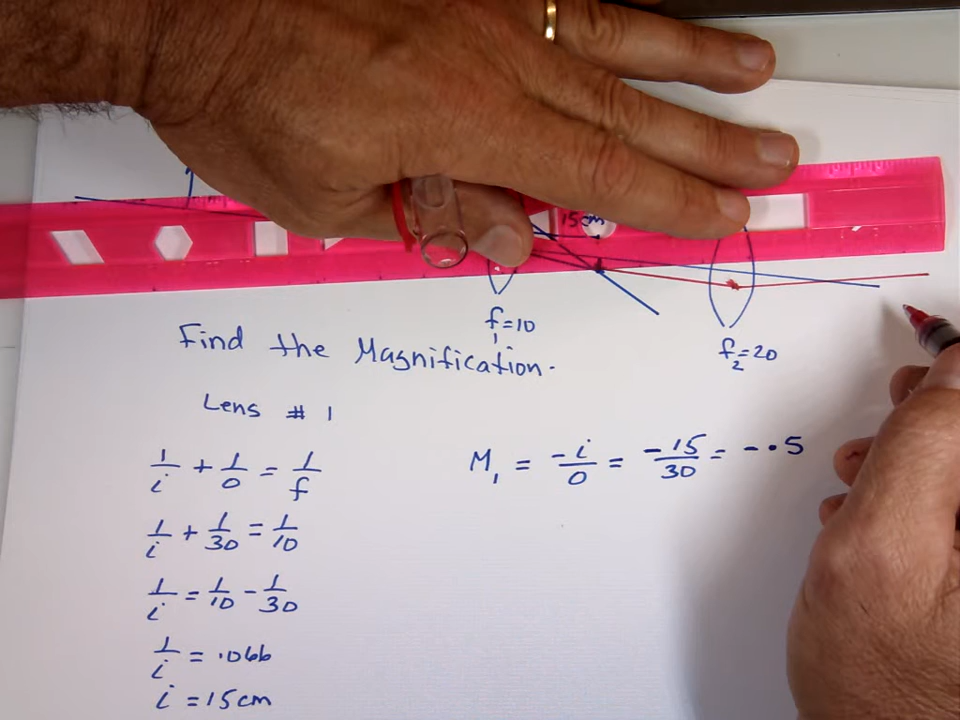 15cm
f1=10
f2=20
Find the Magnification.
Lens # 1
1/i + 1/o = 1/f
M1 = -i/o = -15/30 = -.5
1/i + 1/30 = 1/10
1/i = 1/10 - 1/30
1/i = .066
i = 15cm